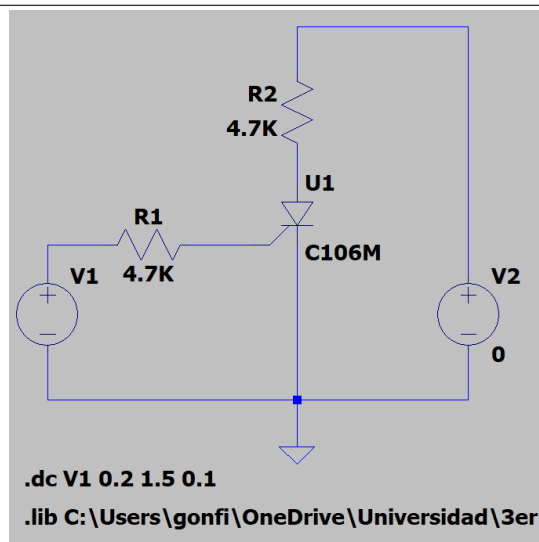 R2
4.7K
U1
R1
C106M
V1
4.7K
V2
0
.dc V1 0.2 1.5 0.1
.lib C:\Users\gonfi\OneDrive\Universidad\3er